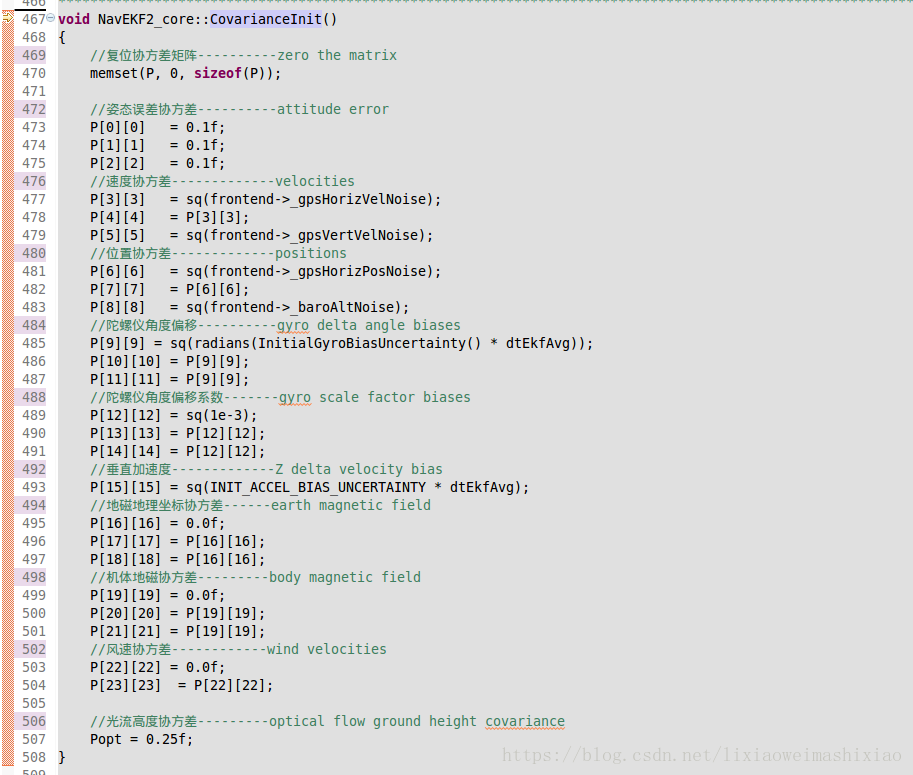 466
467 void NavEKF2_core::CovarianceInit()
468 {
469     //复位协方差矩阵----------zero the matrix
470     memset(P, 0, sizeof(P));
471
472     //姿态误差协方差----------attitude error
473     P[0][0]   = 0.1f;
474     P[1][1]   = 0.1f;
475     P[2][2]   = 0.1f;
476     //速度协方差-------------velocities
477     P[3][3]   = sq(frontend->_gpsHorizVelNoise);
478     P[4][4]   = P[3][3];
479     P[5][5]   = sq(frontend->_gpsVertVelNoise);
480     //位置协方差-------------positions
481     P[6][6]   = sq(frontend->_gpsHorizPosNoise);
482     P[7][7]   = P[6][6];
483     P[8][8]   = sq(frontend->_baroAltNoise);
484     //陀螺仪角度偏移----------gyro delta angle biases
485     P[9][9] = sq(radians(InitialGyroBiasUncertainty() * dtEkfAvg));
486     P[10][10] = P[9][9];
487     P[11][11] = P[9][9];
488     //陀螺仪角度偏移系数-------gyro scale factor biases
489     P[12][12] = sq(1e-3);
490     P[13][13] = P[12][12];
491     P[14][14] = P[12][12];
492     //垂直加速度-------------Z delta velocity bias
493     P[15][15] = sq(INIT_ACCEL_BIAS_UNCERTAINTY * dtEkfAvg);
494     //地磁地理坐标协方差------earth magnetic field
495     P[16][16] = 0.0f;
496     P[17][17] = P[16][16];
497     P[18][18] = P[16][16];
498     //机体地磁协方差---------body magnetic field
499     P[19][19] = 0.0f;
500     P[20][20] = P[19][19];
501     P[21][21] = P[19][19];
502     //风速协方差------------wind velocities
503     P[22][22] = 0.0f;
504     P[23][23]  = P[22][22];
505
506     //光流高度协方差---------optical flow ground height covariance
507     Popt = 0.25f;
508 }
https://blog.csdn.net/lixiaoweimashixiao
509